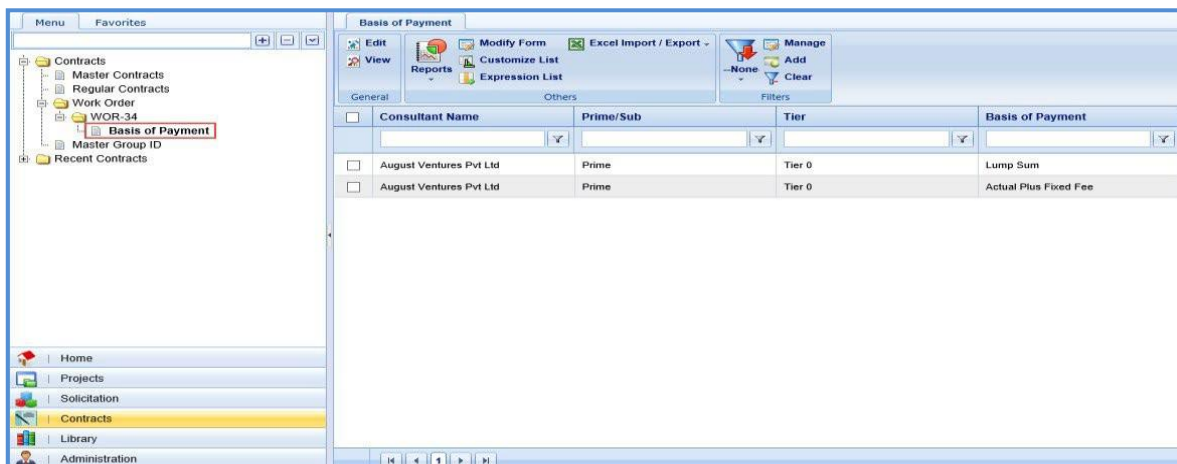 Menu Favorites
Contracts
Master Contracts
Regular Contracts
Work Order
WOR-34
Basis of Payment
Master Group ID
Recent Contracts
Home
Projects
Solicitation
Contracts
Library
Administration
Basis of Payment
Edit
View
General
Reports
Modify Form
Customize List
Expression List
Excel Import / Export
Others
--None
Manage
Add
Clear
Filters
Consultant Name Prime/Sub Tier Basis of Payment
August Ventures Pvt Ltd Prime Tier 0 Lump Sum
August Ventures Pvt Ltd Prime Tier 0 Actual Plus Fixed Fee
1